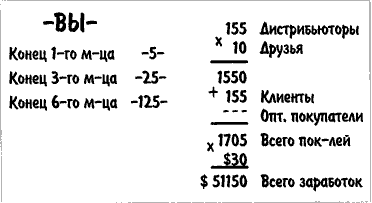 -ВЫ-
Конец 1-го м-ца -5-
Конец 3-го м-ца -25-
Конец 6-го м-ца -125-
155 Дистрибьюторы
x 10 Друзья
1550
+ 155 Клиенты
--- Опт. покупатели
x 1705 Всего пок-лей
$30
$ 51150 Всего заработок